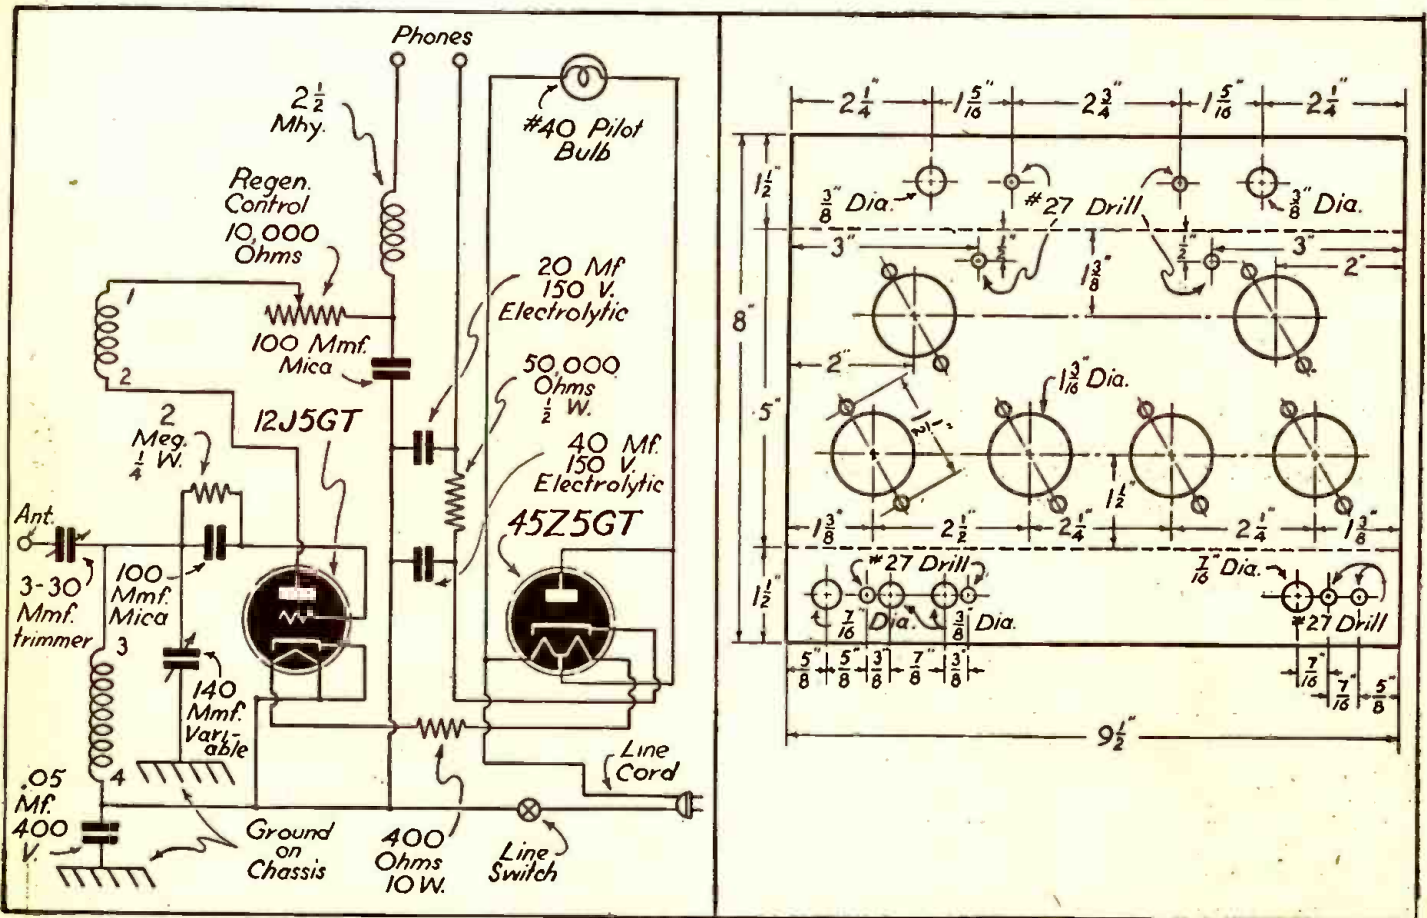 Phones
2 1/2
Mhy.
#40 Pilot
Bulb
Regen.
Control
10,000
Ohms
20 Mf
150 V.
Electrolytic
1
100 Mmf.
Mica
2
50,000
Ohms
1/2 W.
2
Meg.
1/4 W.
12J5GT
40 Mf.
150 V.
Electrolytic
45Z5GT
Ant.
3-30
Mmf.
trimmer
100
Mmf.
Mica
3
140
Mmf.
Vari-
able
4
.05
Mf.
400
V.
Ground
on
Chassis
400
Ohms
10 W.
Line
Switch
Line
Cord
2 1/4" 1 5/16" 2 3/4" 1 5/16" 2 1/4"
1 1/2"
3/8" Dia. #27 Drill 3/8" Dia.
3" 1/2" 1/2" 3"
1 3/8" 2"
8"
2"
1 3/16" Dia.
5" 1 1/2"
1 1/2"
1 3/8" 2 1/2" 2 1/4" 2 1/4" 1 3/8"
#27 Drill 7/16" Dia.
1 1/2"
7/16" Dia. 3/8" Dia. #27 Drill
5/8" 5/8" 3/8" 7/8" 3/8" 7/16" 7/16" 5/8"
9 1/2"